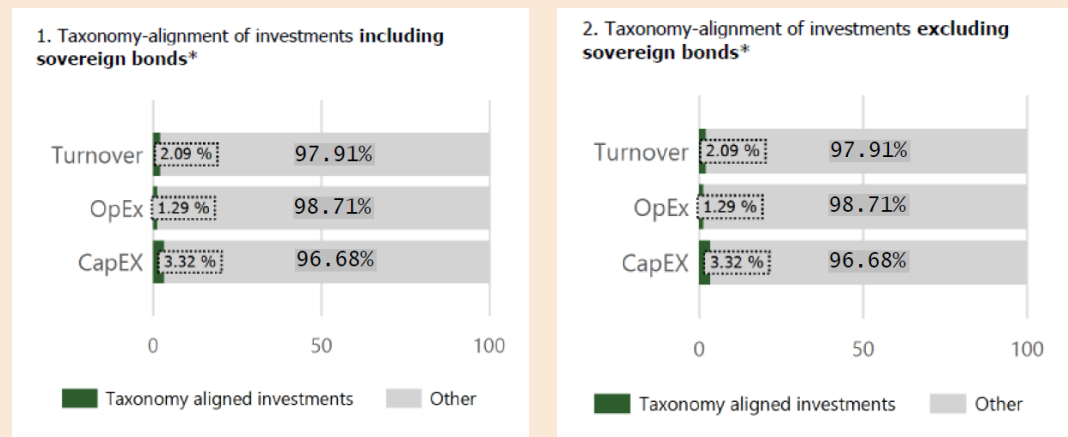 1. Taxonomy-alignment of investments including
sovereign bonds*
Turnover 2.09 % 97.91%
OpEx 1.29 % 98.71%
CapEX 3.32 % 96.68%
0 50 100
Taxonomy aligned investments Other
2. Taxonomy-alignment of investments excluding
sovereign bonds*
Turnover 2.09 % 97.91%
OpEx 1.29 % 98.71%
CapEX 3.32 % 96.68%
0 50 100
Taxonomy aligned investments Other